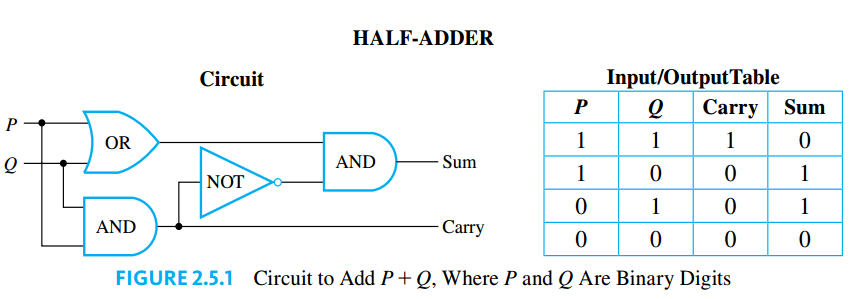 HALF-ADDER
Circuit
P
Q
OR
AND
NOT
AND
Sum
Carry
Input/OutputTable
P Q Carry Sum
1 1 1 0
1 0 0 1
0 1 0 1
0 0 0 0
FIGURE 2.5.1 Circuit to Add P + Q, Where P and Q Are Binary Digits